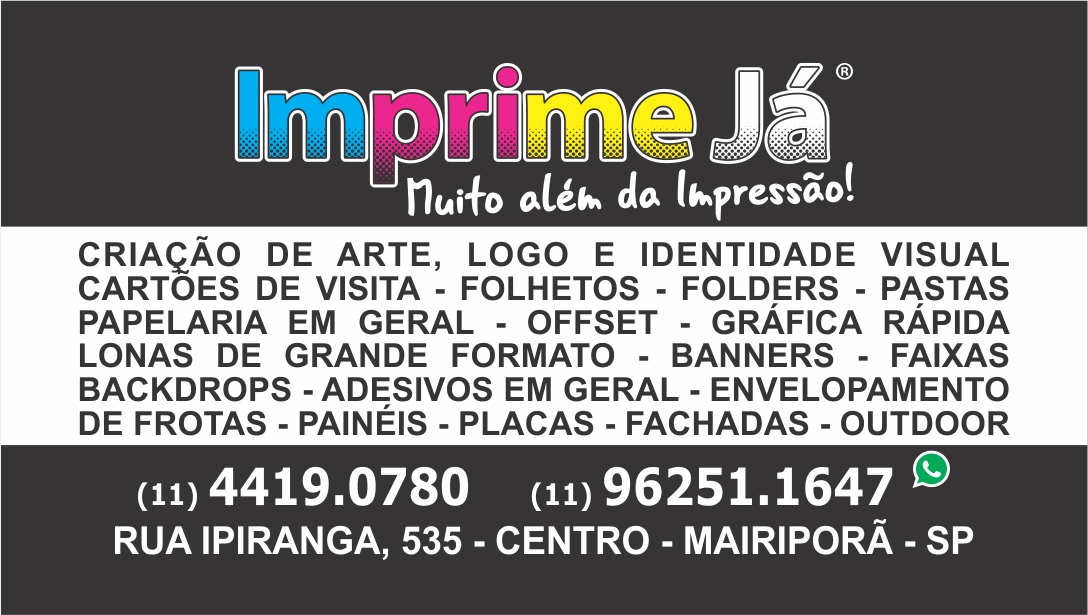 Imprime Já ®
Muito além da Impressão!
CRIAÇÃO DE ARTE, LOGO E IDENTIDADE VISUAL
CARTÕES DE VISITA - FOLHETOS - FOLDERS - PASTAS
PAPELARIA EM GERAL - OFFSET - GRÁFICA RÁPIDA
LONAS DE GRANDE FORMATO - BANNERS - FAIXAS
BACKDROPS - ADESIVOS EM GERAL - ENVELOPAMENTO
DE FROTAS - PAINÉIS - PLACAS - FACHADAS - OUTDOOR
(11) 4419.0780 (11) 96251.1647
RUA IPIRANGA, 535 - CENTRO - MAIRIPORÃ - SP